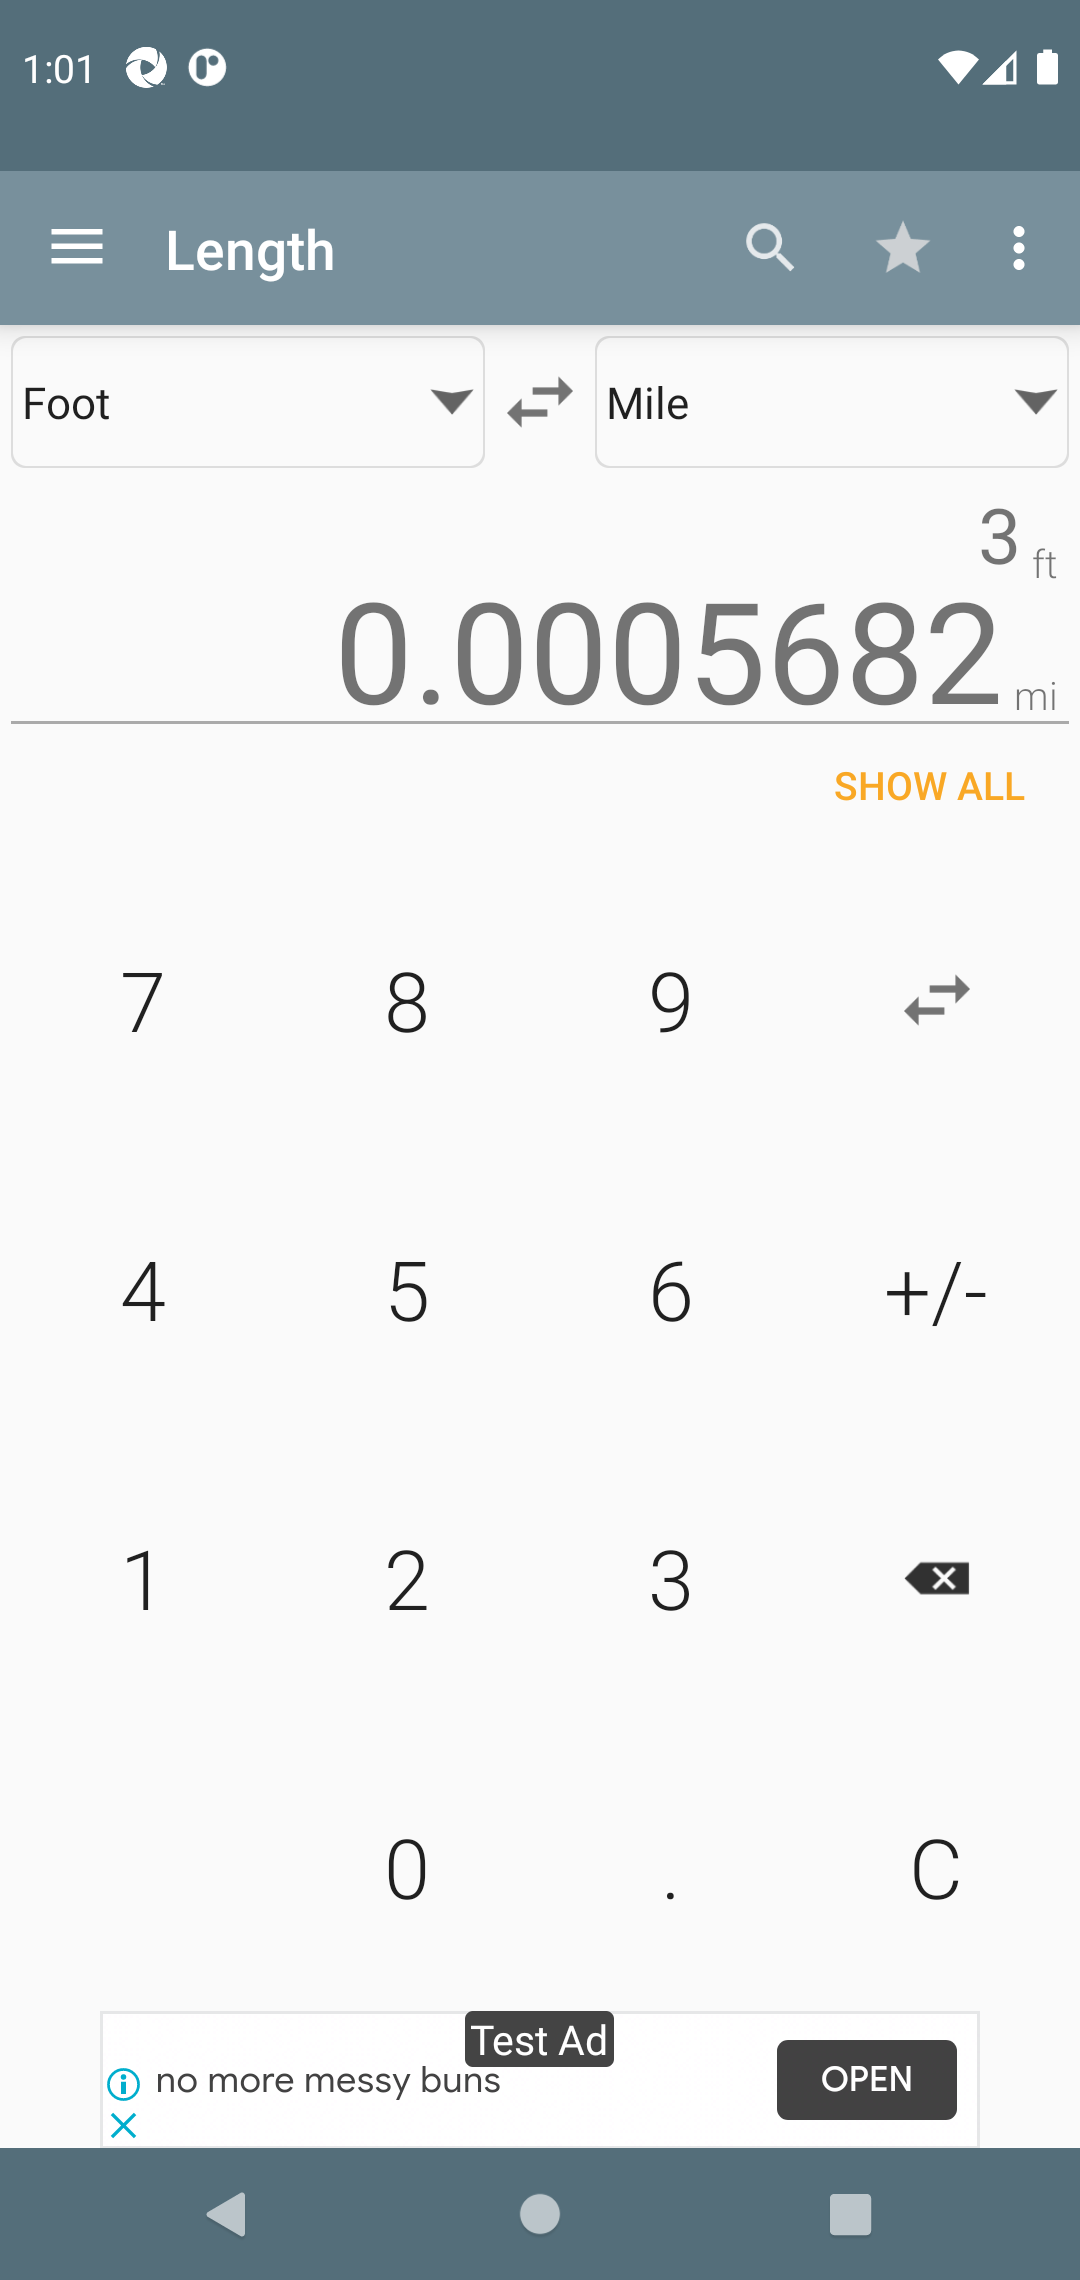 1:01
Length
Foot
Mile
3 ft
0.0005682 mi
SHOW ALL
7 8 9
4 5 6 +/-
1 2 3
0 . C
Test Ad
no more messy buns
OPEN